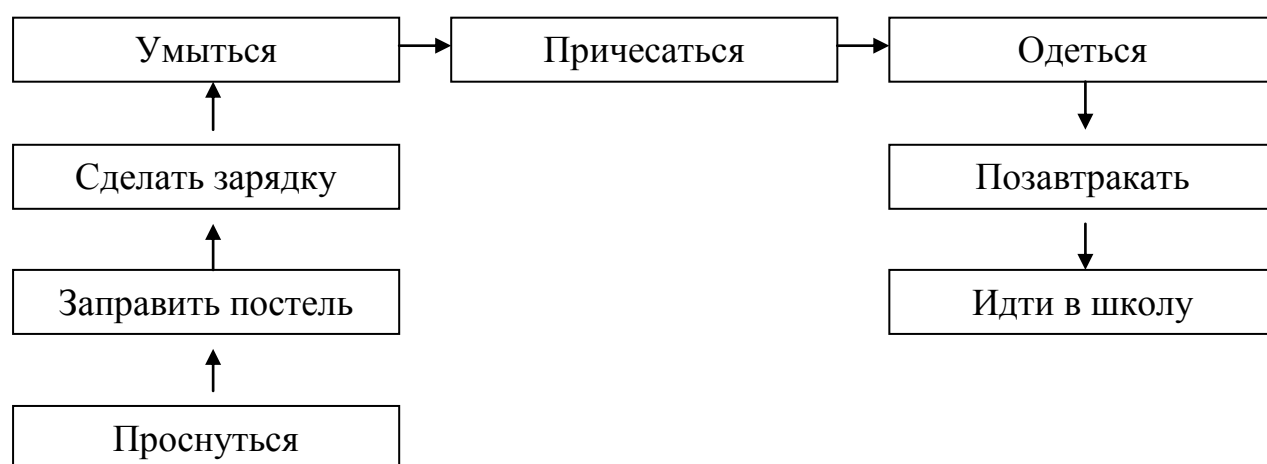 Умыться
Причесаться
Одеться
Сделать зарядку
Позавтракать
Заправить постель
Идти в школу
Проснуться